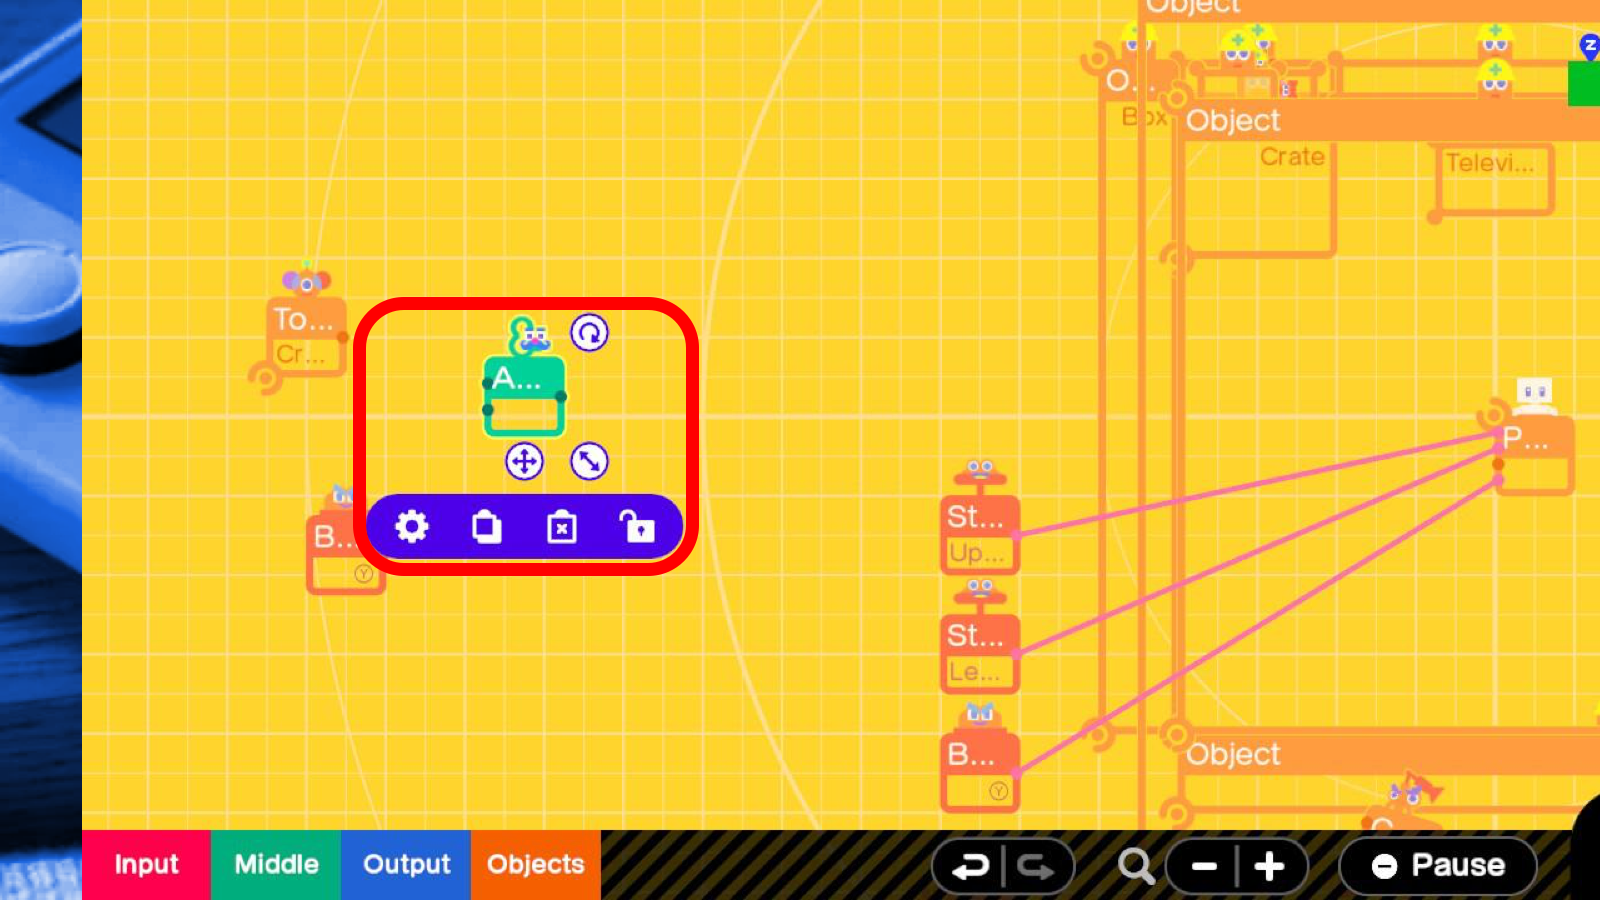 Object
O...
Box
Object
Crate
Televi...
Z
To...
Cr...
A...
P...
B...
Y
St...
Up...
St...
Le...
B...
Y
Object
Input
Middle
Output
Objects
Pause